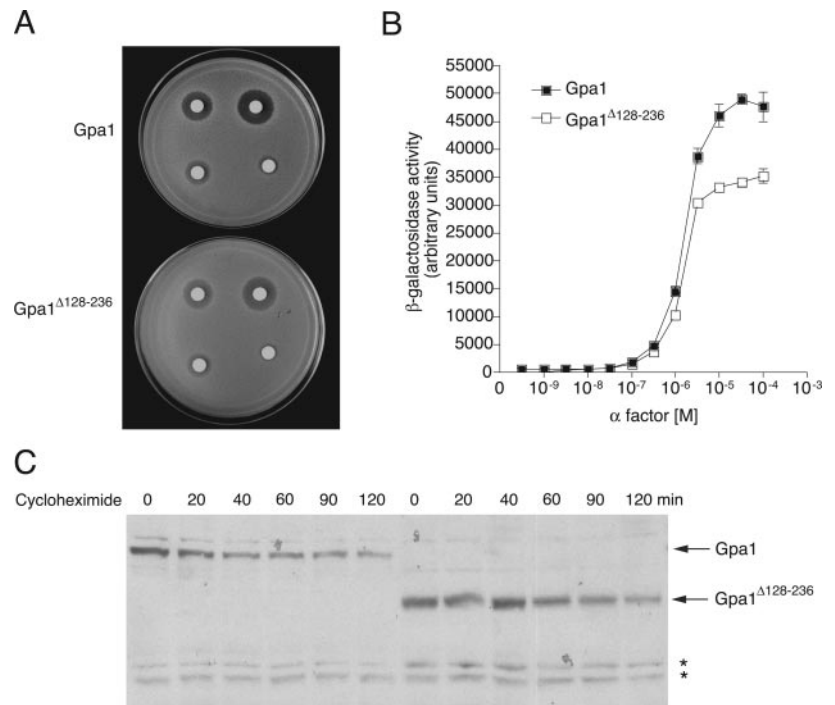 A
Gpa1
Gpa1Δ128-236
B
55000
50000
45000
40000
35000
30000
25000
20000
15000
10000
5000
0
β-galactosidase activity
(arbitrary units)
Gpa1
Gpa1Δ128-236
0 10-9 10-8 10-7 10-6 10-5 10-4 10-3
α factor [M]
C
Cycloheximide 0 20 40 60 90 120 0 20 40 60 90 120 min
Gpa1
Gpa1Δ128-236
*
*